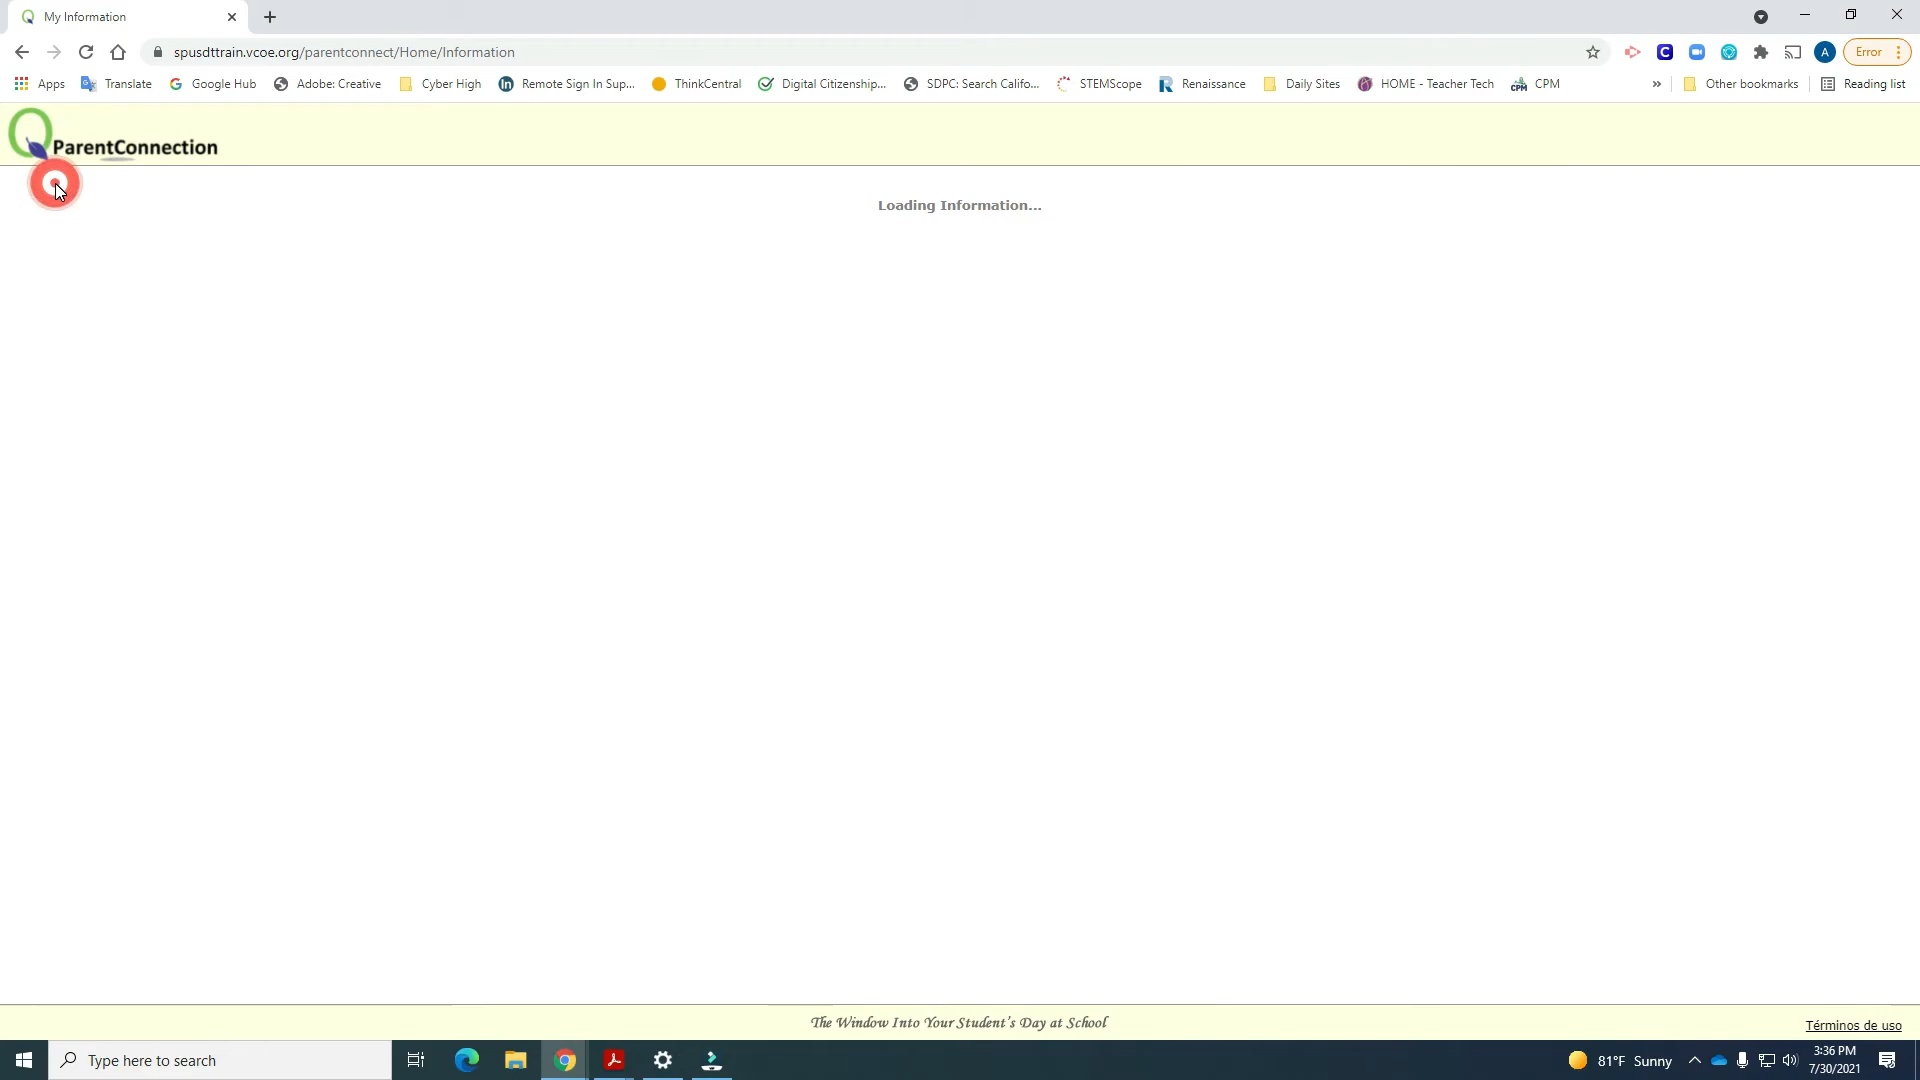 My Information
spusdttrain.vcoe.org/parentconnect/Home/Information
A
Error
Apps
Translate
Google Hub
Adobe: Creative
Cyber High
Remote Sign In Sup...
ThinkCentral
Digital Citizenship...
SDPC: Search Califo...
STEMScope
Renaissance
Daily Sites
HOME - Teacher Tech
CPM
»
Other bookmarks
Reading list
ParentConnection
Loading Information...
The Window Into Your Student's Day at School
Términos de uso
Type here to search
81°F Sunny
3:36 PM
7/30/2021